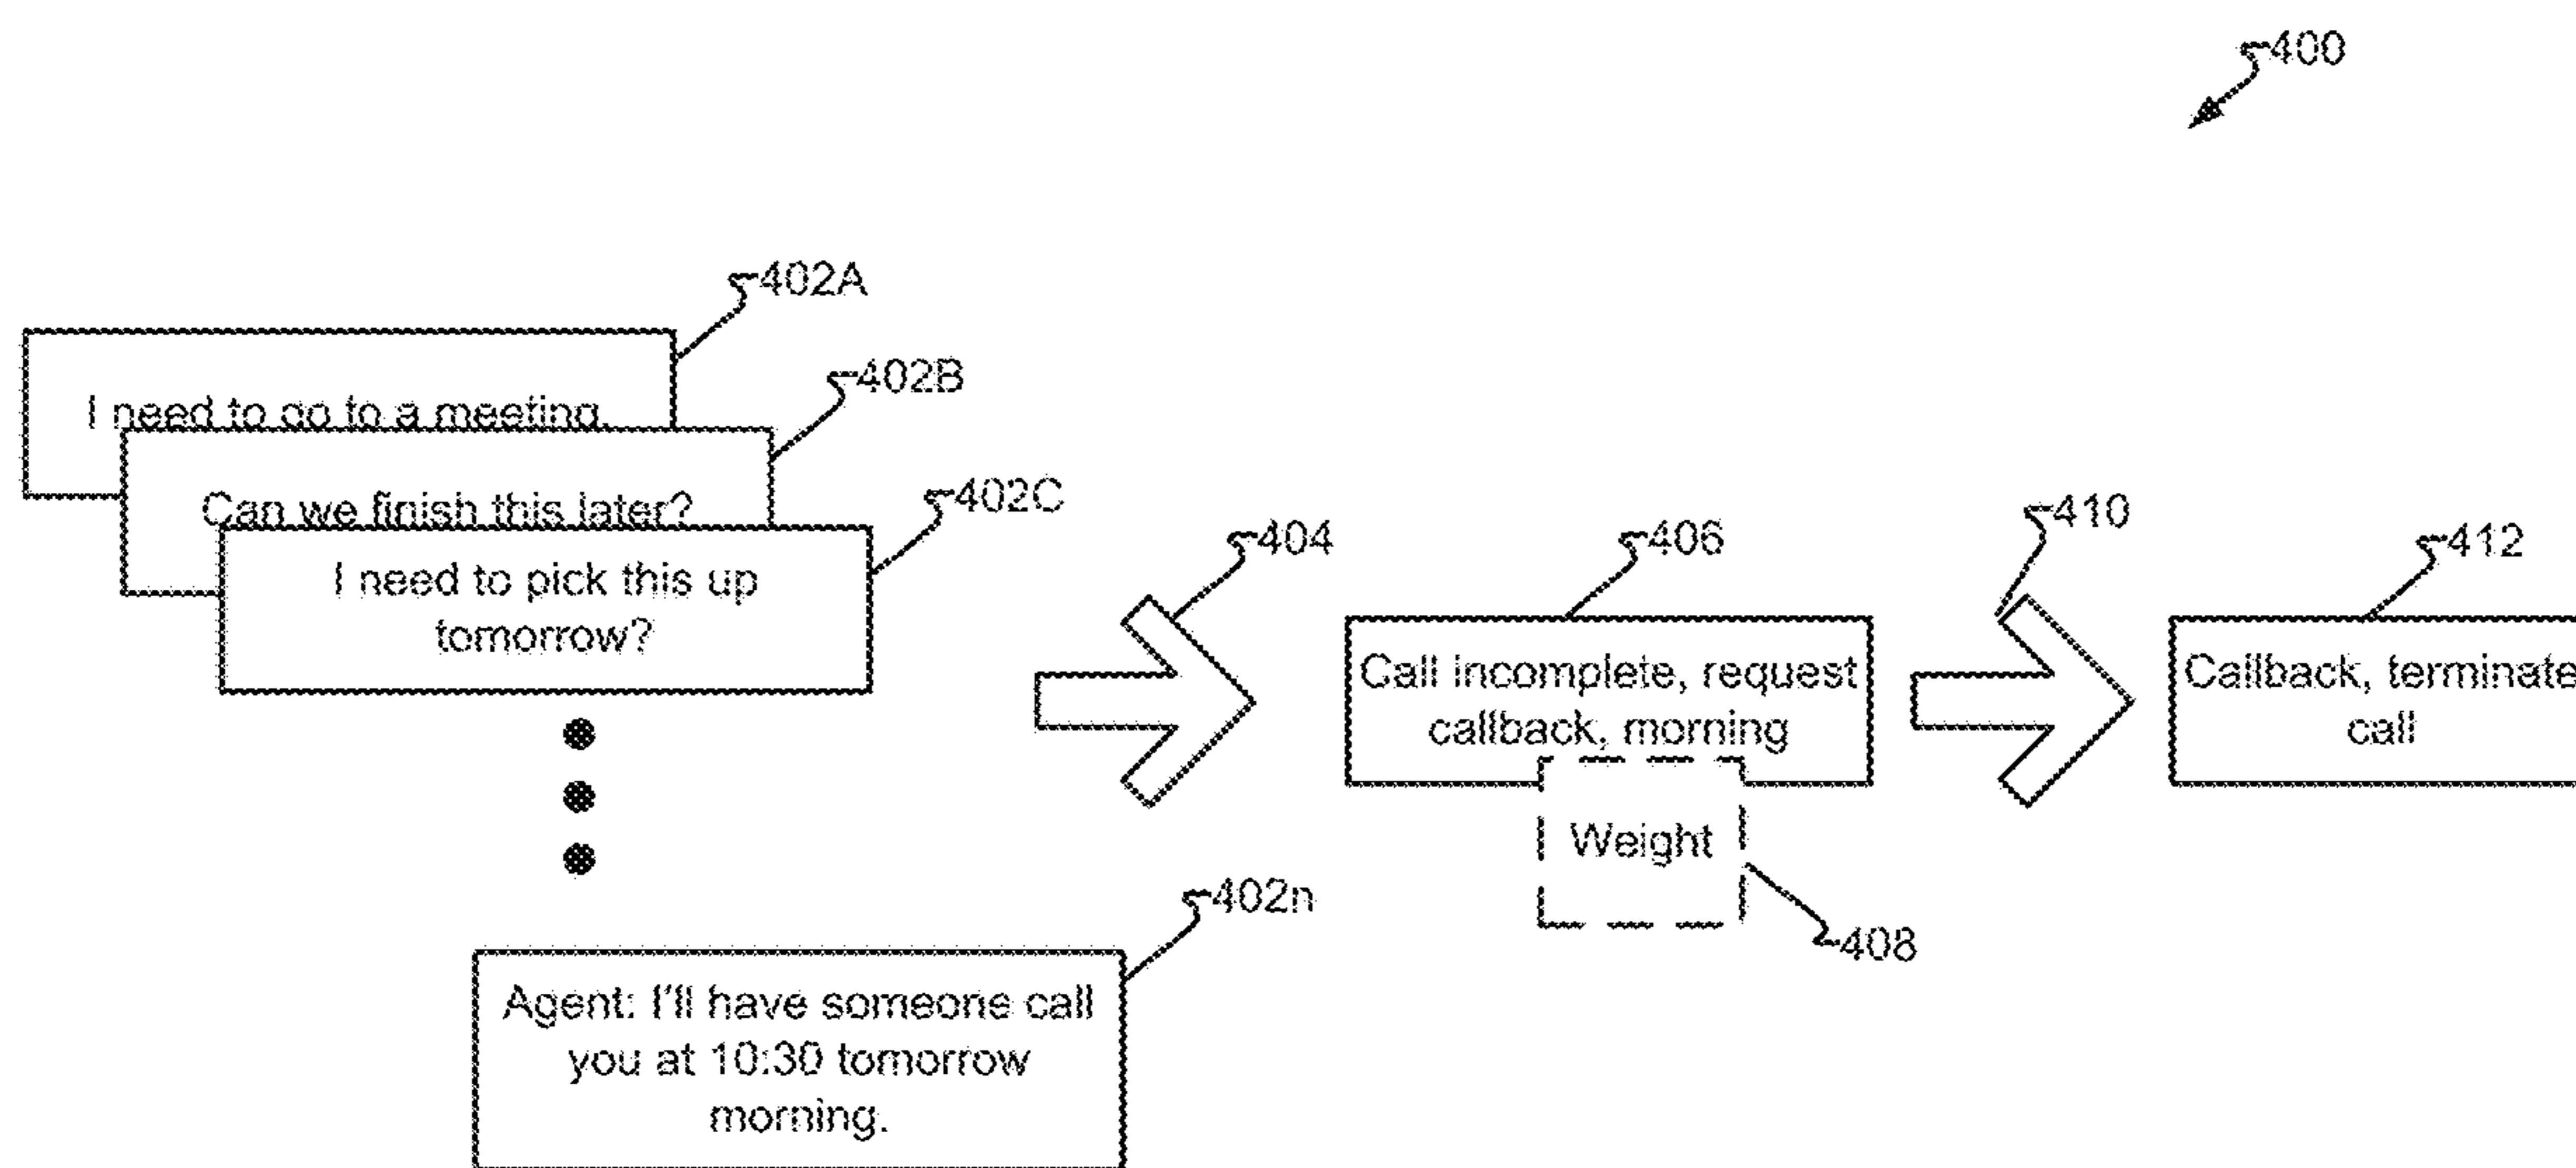 400
402A
I need to go to a meeting.
402B
Can we finish this later?
402C
I need to pick this up
tomorrow?
404
406
Call incomplete, request
callback, morning
Weight
408
410
412
Callback, terminate
call
402n
Agent: I'll have someone call
you at 10:30 tomorrow
morning.